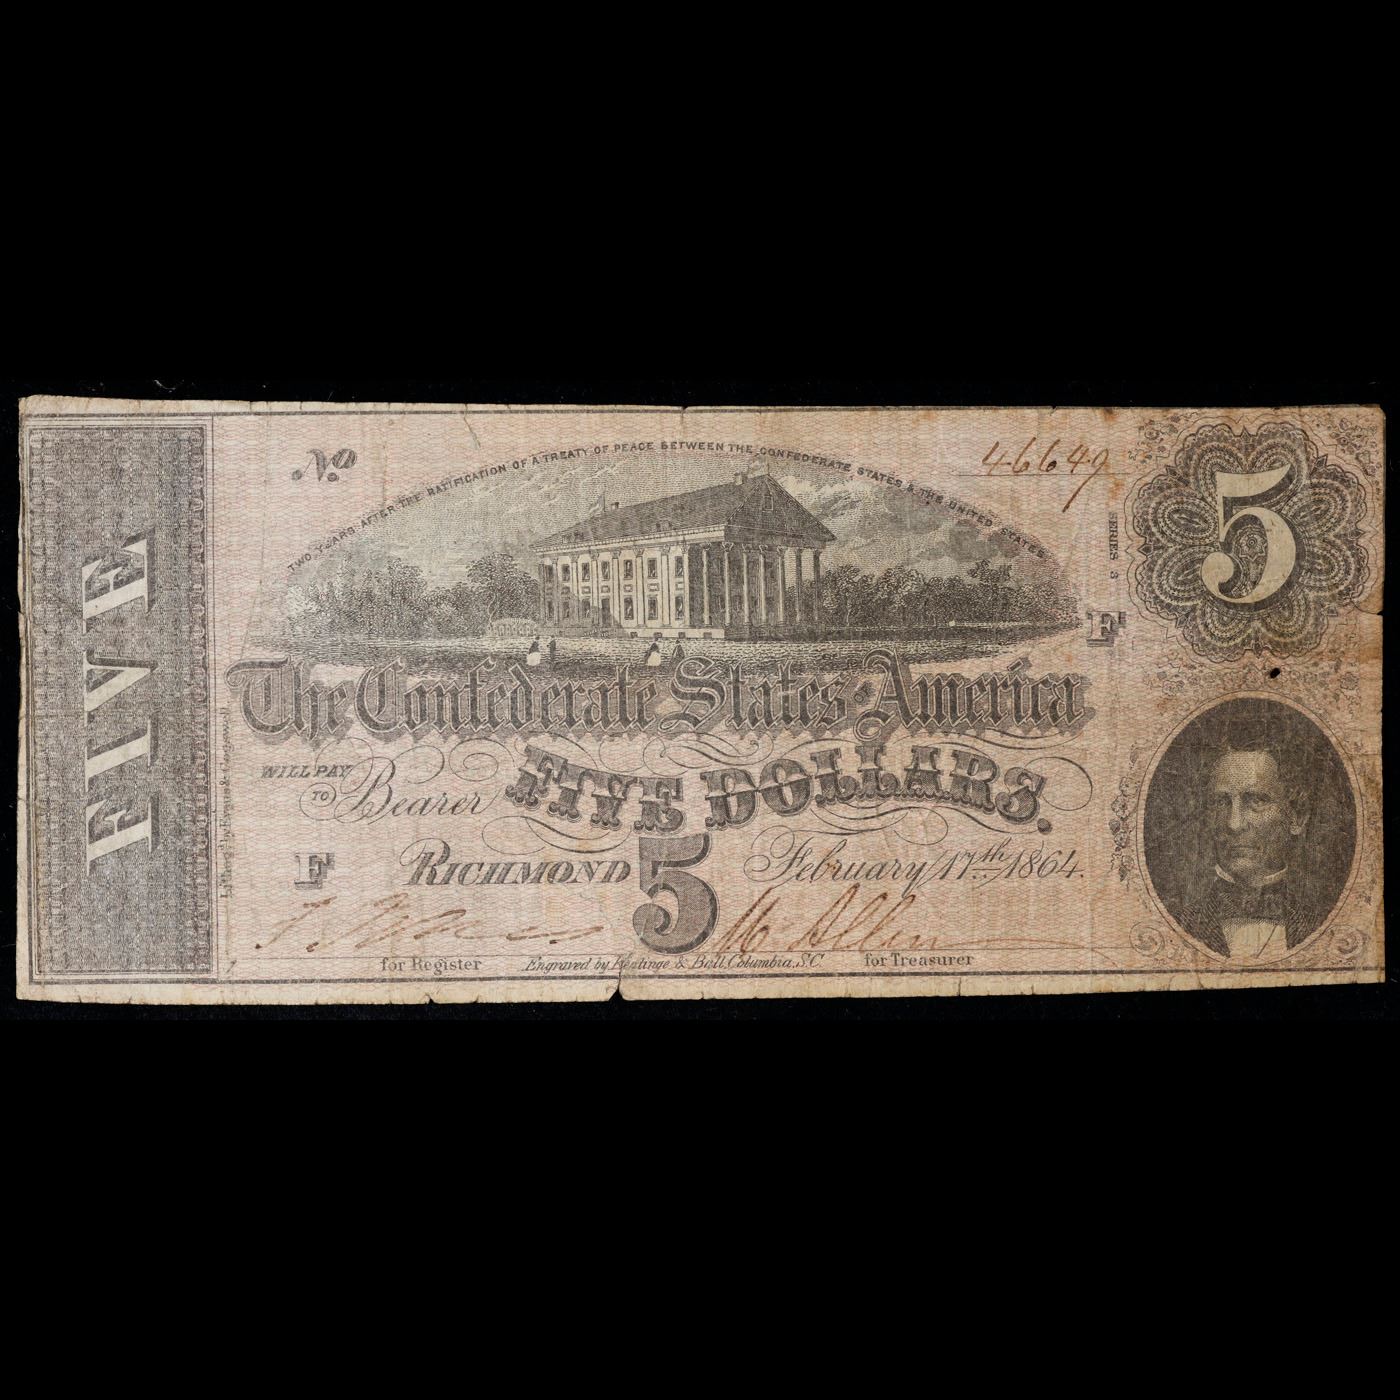 No 46649
TWO YEARS AFTER THE RATIFICATION OF A TREATY OF PEACE BETWEEN THE CONFEDERATE STATES & THE UNITED STATES
SERIES 3
5
FIVE
F
The Confederate States of America
WILL PAY
TO Bearer FIVE DOLLARS.
F RICHMOND 5 February 17th 1864.
M. Allen
for Register Engraved by Keatinge & Ball, Columbia, S.C. for Treasurer